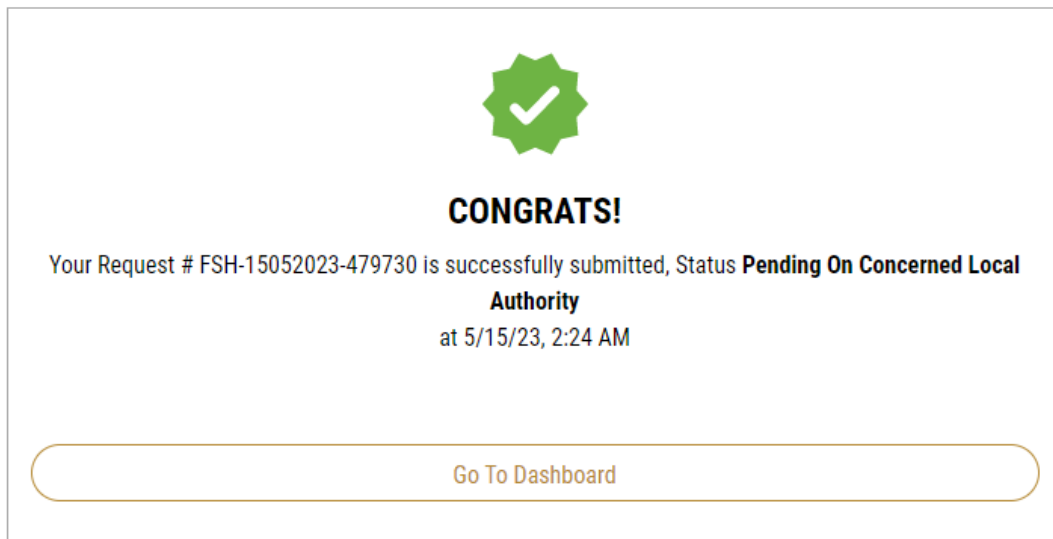 CONGRATS!
Your Request # FSH-15052023-479730 is successfully submitted, Status Pending On Concerned Local
Authority
at 5/15/23, 2:24 AM
Go To Dashboard